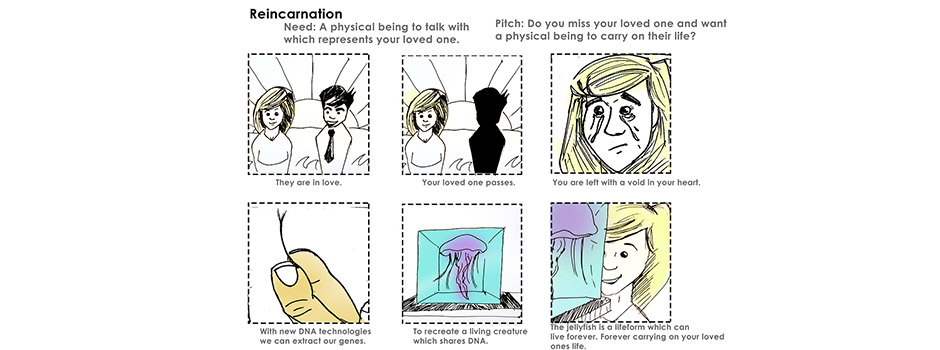 Reincarnation
Need: A physical being to talk with
which represents your loved one.
Pitch: Do you miss your loved one and want
a physical being to carry on their life?
They are in love.
Your loved one passes.
You are left with a void in your heart.
With new DNA technologies
we can extract our genes.
To recreate a living creature
which shares DNA.
The jellyfish is a lifeform which can
live forever. Forever carrying on your loved
ones life.